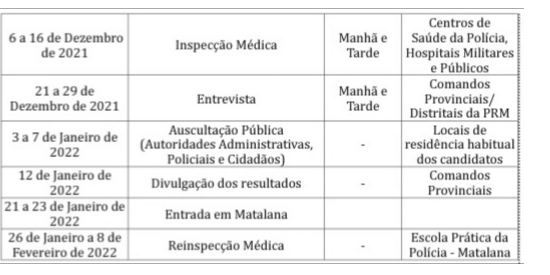 6 a 16 de Dezembro
de 2021
Inspecção Médica
Manhã e
Tarde
Centros de
Saúde da Polícia,
Hospitais Militares
e Públicos
21 a 29 de
Dezembro de 2021
Entrevista
Manhã e
Tarde
Comandos
Provinciais/
Distritais da PRM
3 a 7 de Janeiro de
2022
Auscultação Pública
(Autoridades Administrativas,
Policiais e Cidadãos)
-
Locais de
residência habitual
dos candidatos
12 de Janeiro de
2022
Divulgação dos resultados
-
Comandos
Provinciais
21 a 23 de Janeiro de
2022
Entrada em Matalana
26 de Janeiro a 8 de
Fevereiro de 2022
Reinspecção Médica
-
Escola Prática da
Polícia - Matalana